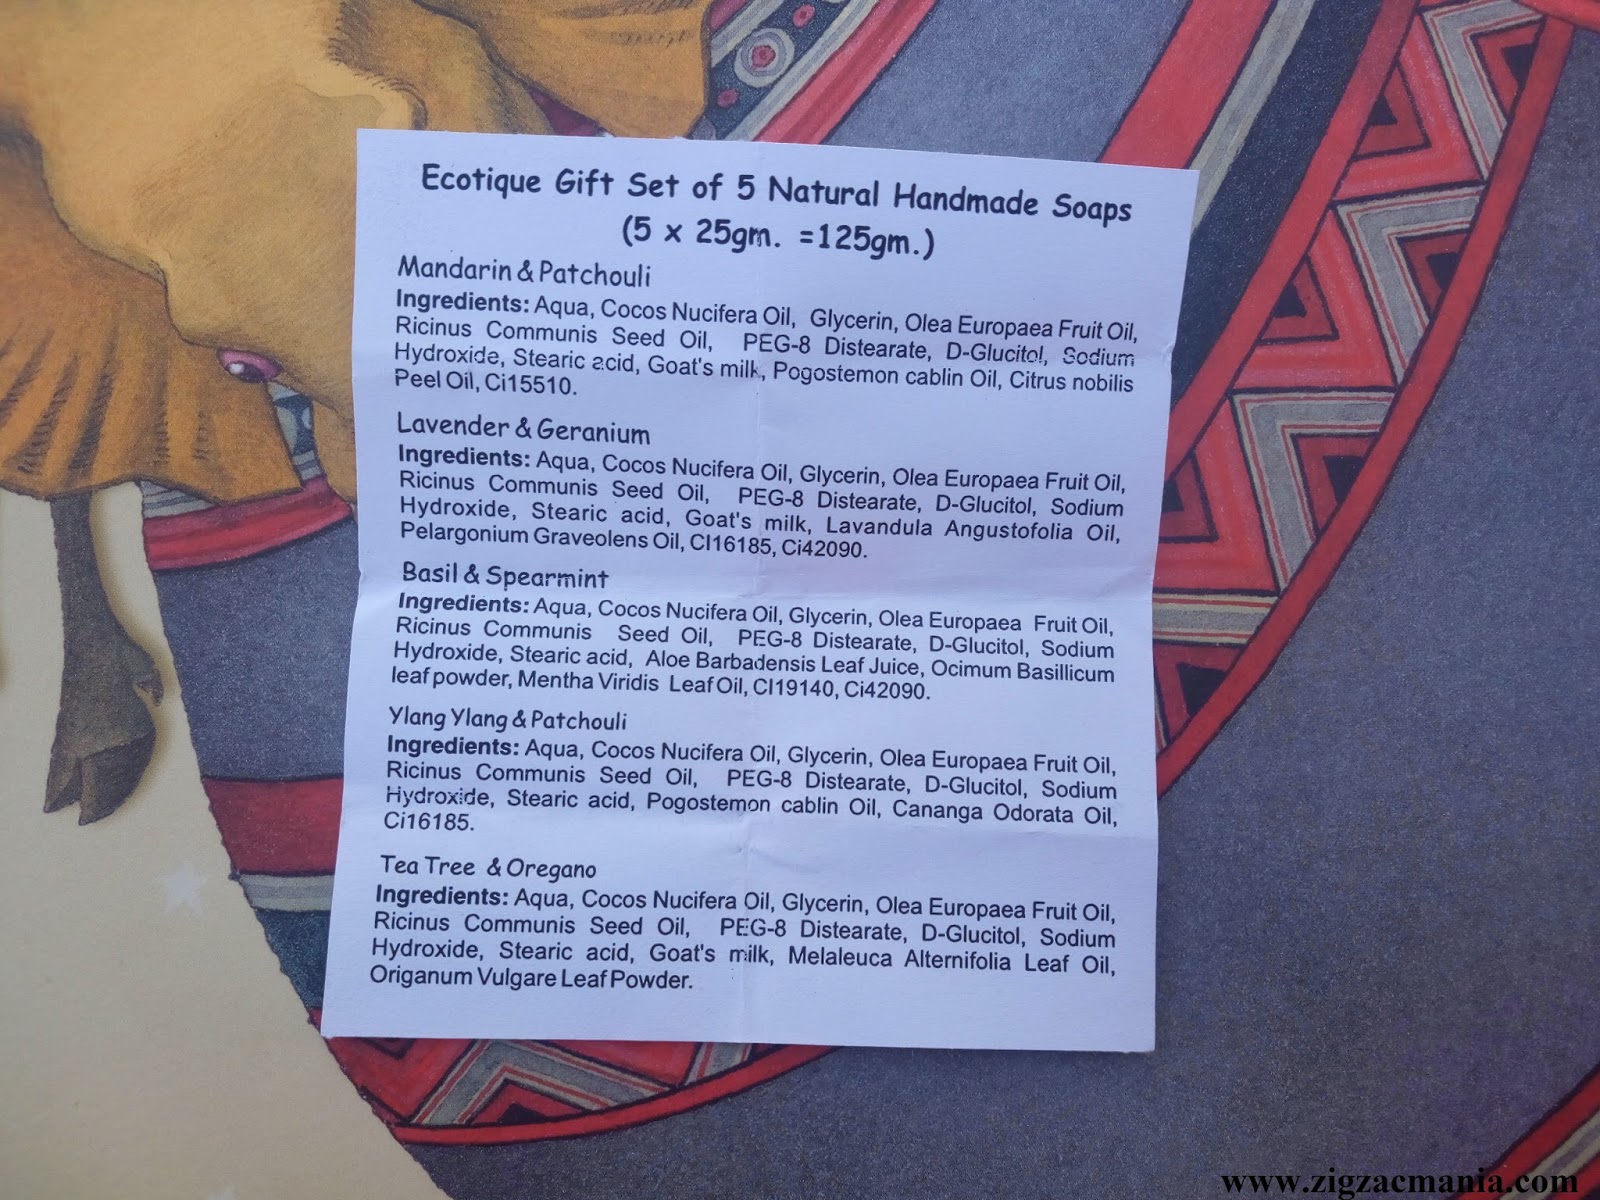 Ecotique Gift Set of 5 Natural Handmade Soaps
(5 x 25gm. =125gm.)
Mandarin & Patchouli
Ingredients: Aqua, Cocos Nucifera Oil, Glycerin, Olea Europaea Fruit Oil,
Ricinus Communis Seed Oil, PEG-8 Distearate, D-Glucitol, Sodium
Hydroxide, Stearic acid, Goat's milk, Pogostemon cablin Oil, Citrus nobilis
Peel Oil, Ci15510.
Lavender & Geranium
Ingredients: Aqua, Cocos Nucifera Oil, Glycerin, Olea Europaea Fruit Oil,
Ricinus Communis Seed Oil, PEG-8 Distearate, D-Glucitol, Sodium
Hydroxide, Stearic acid, Goat's milk, Lavandula Angustofolia Oil,
Pelargonium Graveolens Oil, CI16185, Ci42090.
Basil & Spearmint
Ingredients: Aqua, Cocos Nucifera Oil, Glycerin, Olea Europaea Fruit Oil,
Ricinus Communis Seed Oil, PEG-8 Distearate, D-Glucitol, Sodium
Hydroxide, Stearic acid, Aloe Barbadensis Leaf Juice, Ocimum Basillicum
leaf powder, Mentha Viridis Leaf Oil, CI19140, Ci42090.
Ylang Ylang & Patchouli
Ingredients: Aqua, Cocos Nucifera Oil, Glycerin, Olea Europaea Fruit Oil,
Ricinus Communis Seed Oil, PEG-8 Distearate, D-Glucitol, Sodium
Hydroxide, Stearic acid, Pogostemon cablin Oil, Cananga Odorata Oil,
Ci16185.
Tea Tree & Oregano
Ingredients: Aqua, Cocos Nucifera Oil, Glycerin, Olea Europaea Fruit Oil,
Ricinus Communis Seed Oil, PEG-8 Distearate, D-Glucitol, Sodium
Hydroxide, Stearic acid, Goat's milk, Melaleuca Alternifolia Leaf Oil,
Origanum Vulgare Leaf Powder.
www.zigzacmania.com